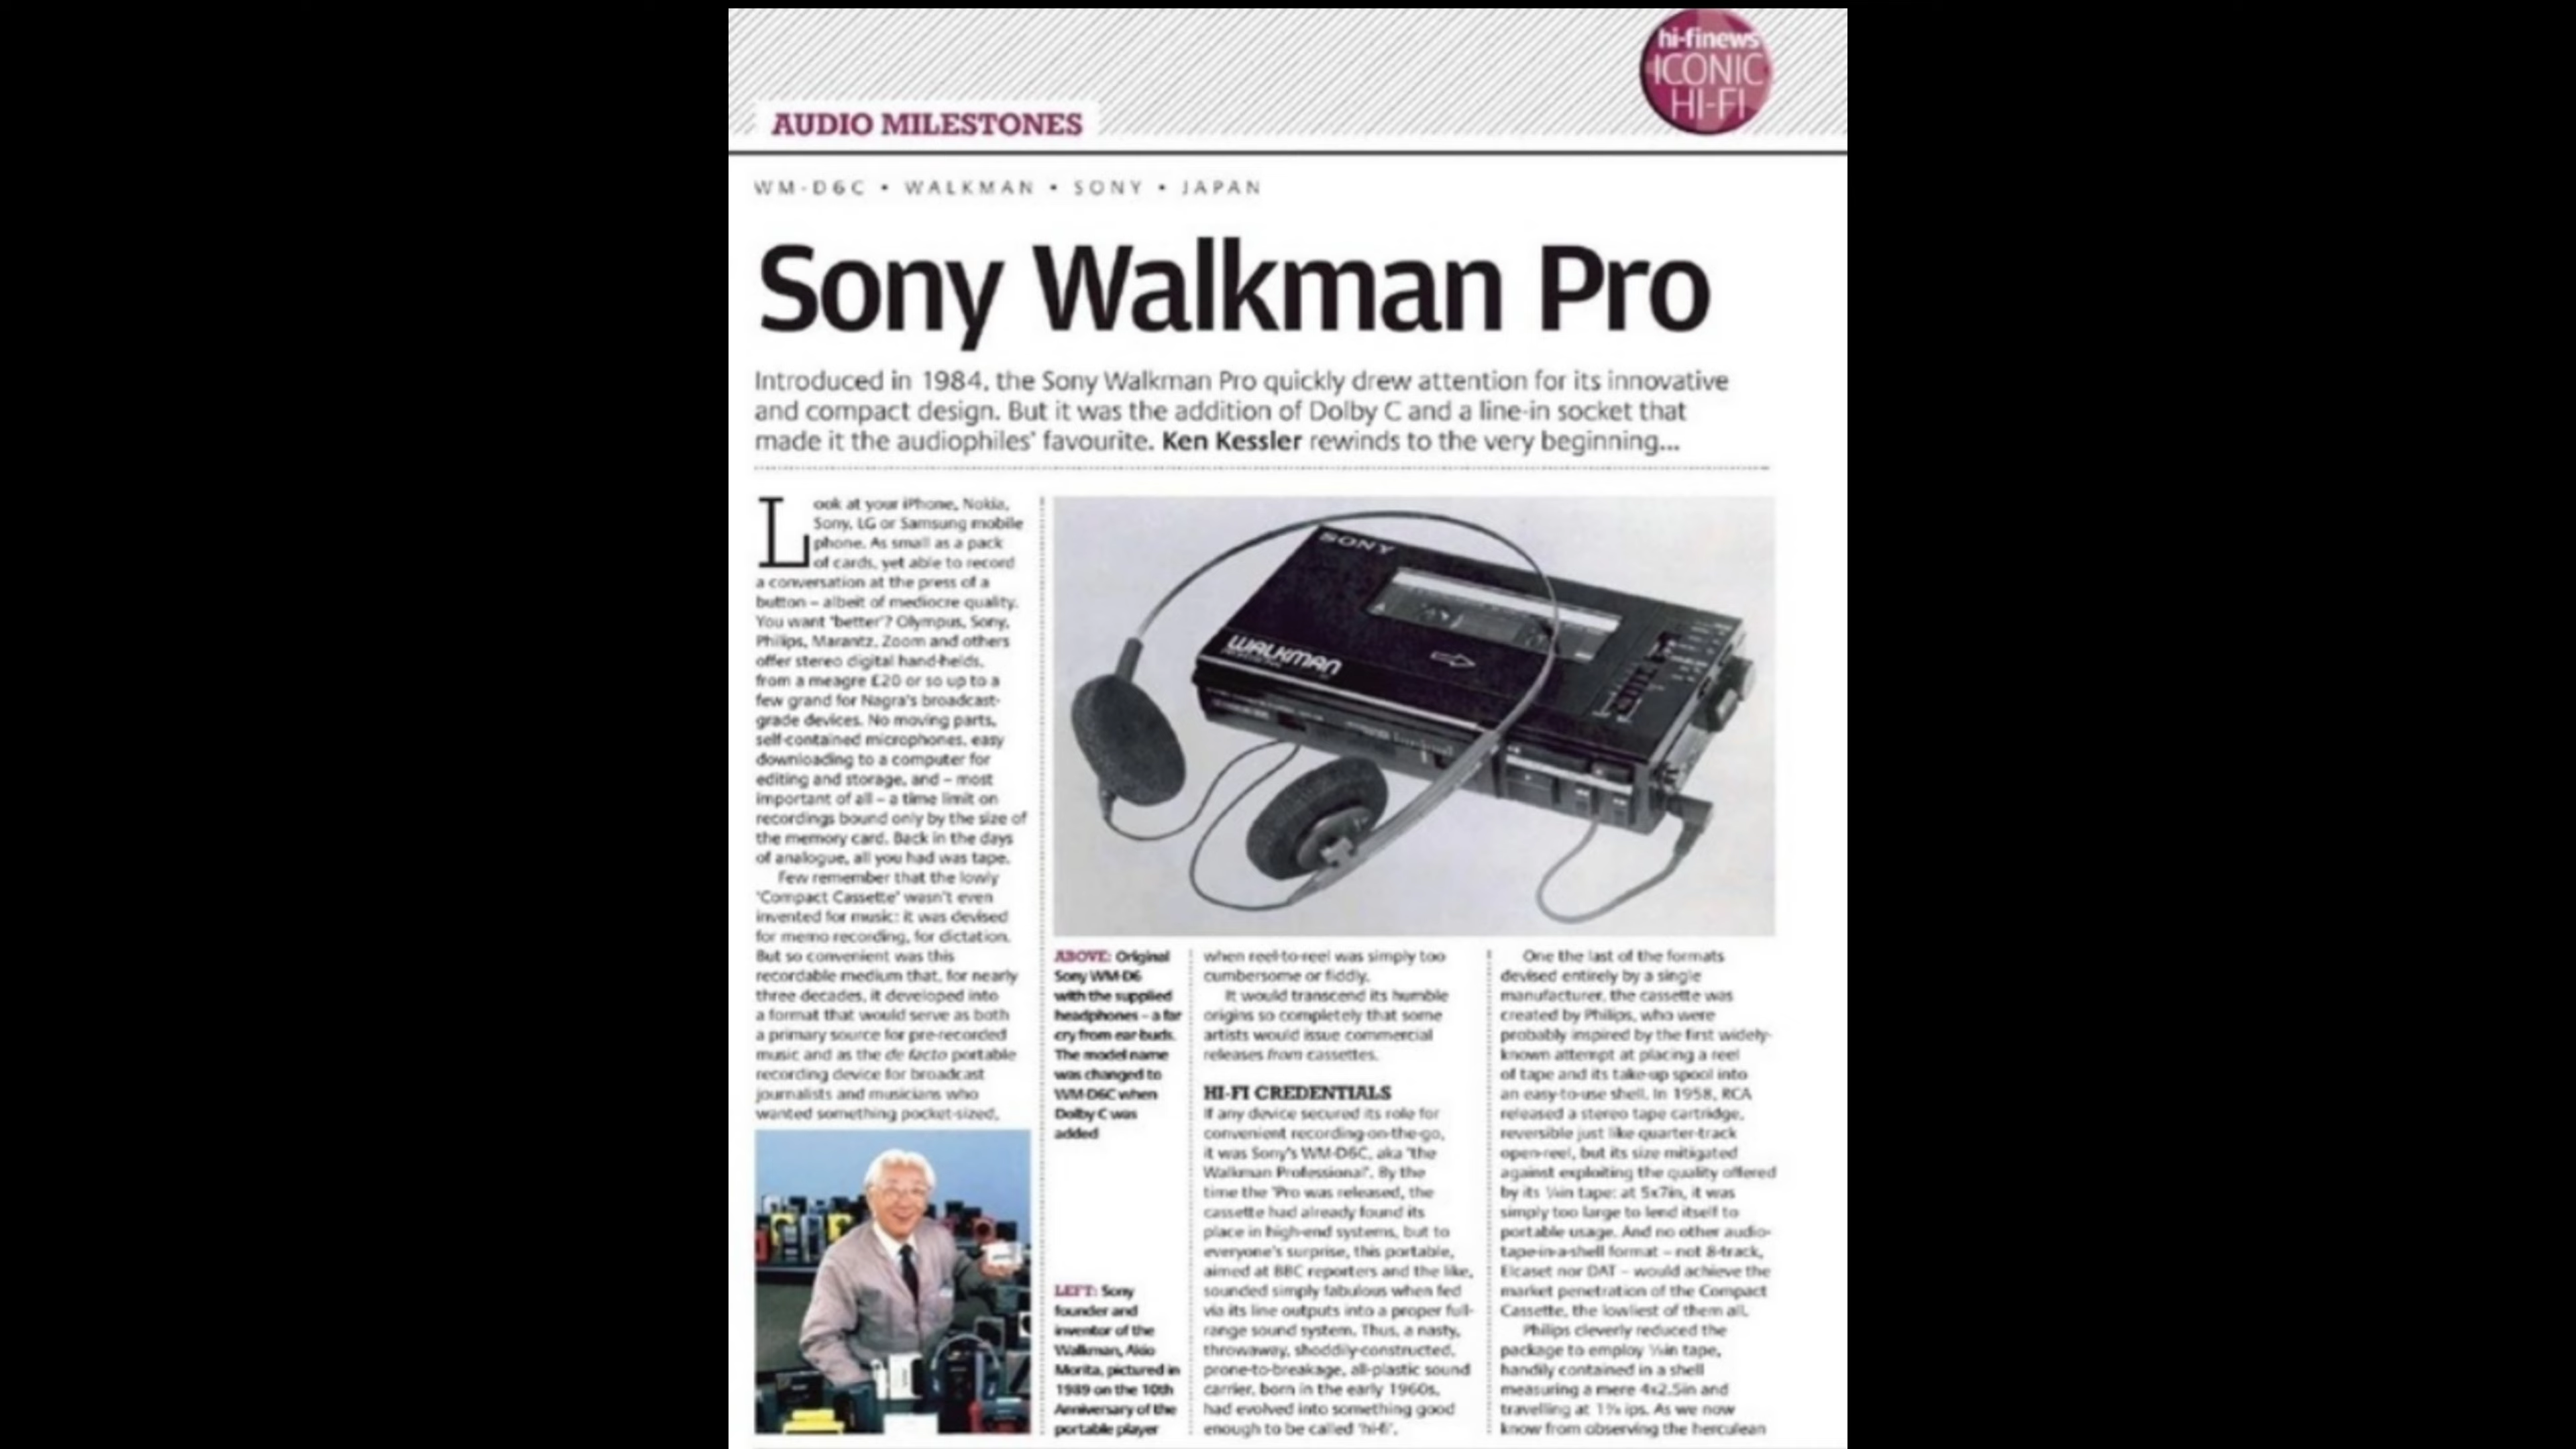 hi-finews
ICONIC
HI-FI
AUDIO MILESTONES
WM-D6C • WALKMAN • SONY • JAPAN
Sony Walkman Pro
Introduced in 1984, the Sony Walkman Pro quickly drew attention for its innovative
and compact design. But it was the addition of Dolby C and a line-in socket that
made it the audiophiles' favourite. Ken Kessler rewinds to the very beginning...
Look at your iPhone, Nokia,
Sony, LG or Samsung mobile
phone. As small as a pack
of cards, yet able to record
a conversation at the press of a
button – albeit of mediocre quality.
You want 'better'? Olympus, Sony,
Philips, Marantz, Zoom and others
offer stereo digital hand-helds,
from a meagre £20 or so up to a
few grand for Nagra's broadcast-
grade devices. No moving parts,
self-contained microphones, easy
downloading to a computer for
editing and storage, and – most
important of all – a time limit on
recordings bound only by the size of
the memory card. Back in the days
of analogue, all you had was tape.
Few remember that the lowly
'Compact Cassette' wasn't even
invented for music: it was devised
for memo recording, for dictation.
But so convenient was this
recordable medium that, for nearly
three decades, it developed into
a format that would serve as both
a primary source for pre-recorded
music and as the de facto portable
recording device for broadcast
journalists and musicians who
wanted something pocket-sized,
SONY
WALKMAN
ABOVE: Original
Sony WM-D6
with the supplied
headphones – a far
cry from ear-buds.
The model name
was changed to
WM-D6C when
Dolby C was
added
LEFT: Sony
founder and
inventor of the
Walkman, Akio
Morita, pictured in
1989 on the 10th
Anniversary of the
portable player
when reel-to-reel was simply too
cumbersome or fiddly.
It would transcend its humble
origins so completely that some
artists would issue commercial
releases from cassettes.
HI-FI CREDENTIALS
If any device secured its role for
convenient recording-on-the-go,
it was Sony's WM-D6C, aka 'the
Walkman Professional'. By the
time the 'Pro was released, the
cassette had already found its
place in high-end systems, but to
everyone's surprise, this portable,
aimed at BBC reporters and the like,
sounded simply fabulous when fed
via its line outputs into a proper full-
range sound system. Thus, a nasty,
throwaway, shoddily-constructed,
prone-to-breakage, all-plastic sound
carrier, born in the early 1960s,
had evolved into something good
enough to be called 'hi-fi'.
One the last of the formats
devised entirely by a single
manufacturer, the cassette was
created by Philips, who were
probably inspired by the first widely-
known attempt at placing a reel
of tape and its take-up spool into
an easy-to-use shell. In 1958, RCA
released a stereo tape cartridge,
reversible just like quarter-track
open-reel, but its size mitigated
against exploiting the quality offered
by its ¼in tape: at 5x7in, it was
simply too large to lend itself to
portable usage. And no other audio-
tape-in-a-shell format – not 8-track,
Elcaset nor DAT – would achieve the
market penetration of the Compact
Cassette, the lowliest of them all.
Philips cleverly reduced the
package to employ ⅛in tape,
handily contained in a shell
measuring a mere 4x2.5in and
travelling at 1⅞ ips. As we now
know from observing the herculean